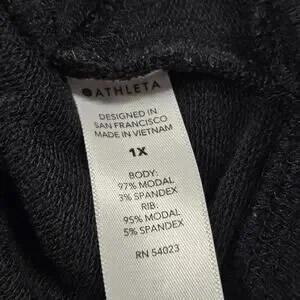 ATHLETA
DESIGNED IN
SAN FRANCISCO
MADE IN VIETNAM
1X
BODY:
97% MODAL
3% SPANDEX
RIB:
95% MODAL
5% SPANDEX
RN 54023